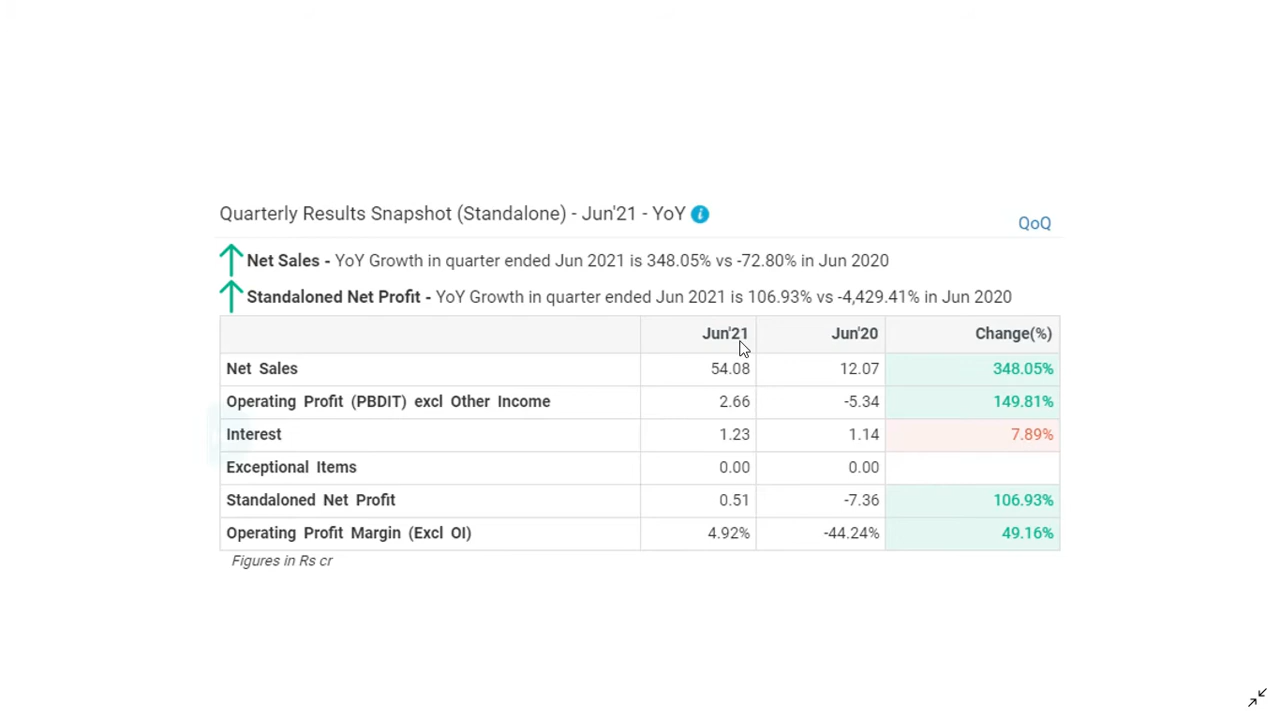 Quarterly Results Snapshot (Standalone) - Jun'21 - YoY i
QoQ
Net Sales - YoY Growth in quarter ended Jun 2021 is 348.05% vs -72.80% in Jun 2020
Standaloned Net Profit - YoY Growth in quarter ended Jun 2021 is 106.93% vs -4,429.41% in Jun 2020
Jun'21 Jun'20 Change(%)
Net Sales 54.08 12.07 348.05%
Operating Profit (PBDIT) excl Other Income 2.66 -5.34 149.81%
Interest 1.23 1.14 7.89%
Exceptional Items 0.00 0.00
Standaloned Net Profit 0.51 -7.36 106.93%
Operating Profit Margin (Excl OI) 4.92% -44.24% 49.16%
Figures in Rs cr